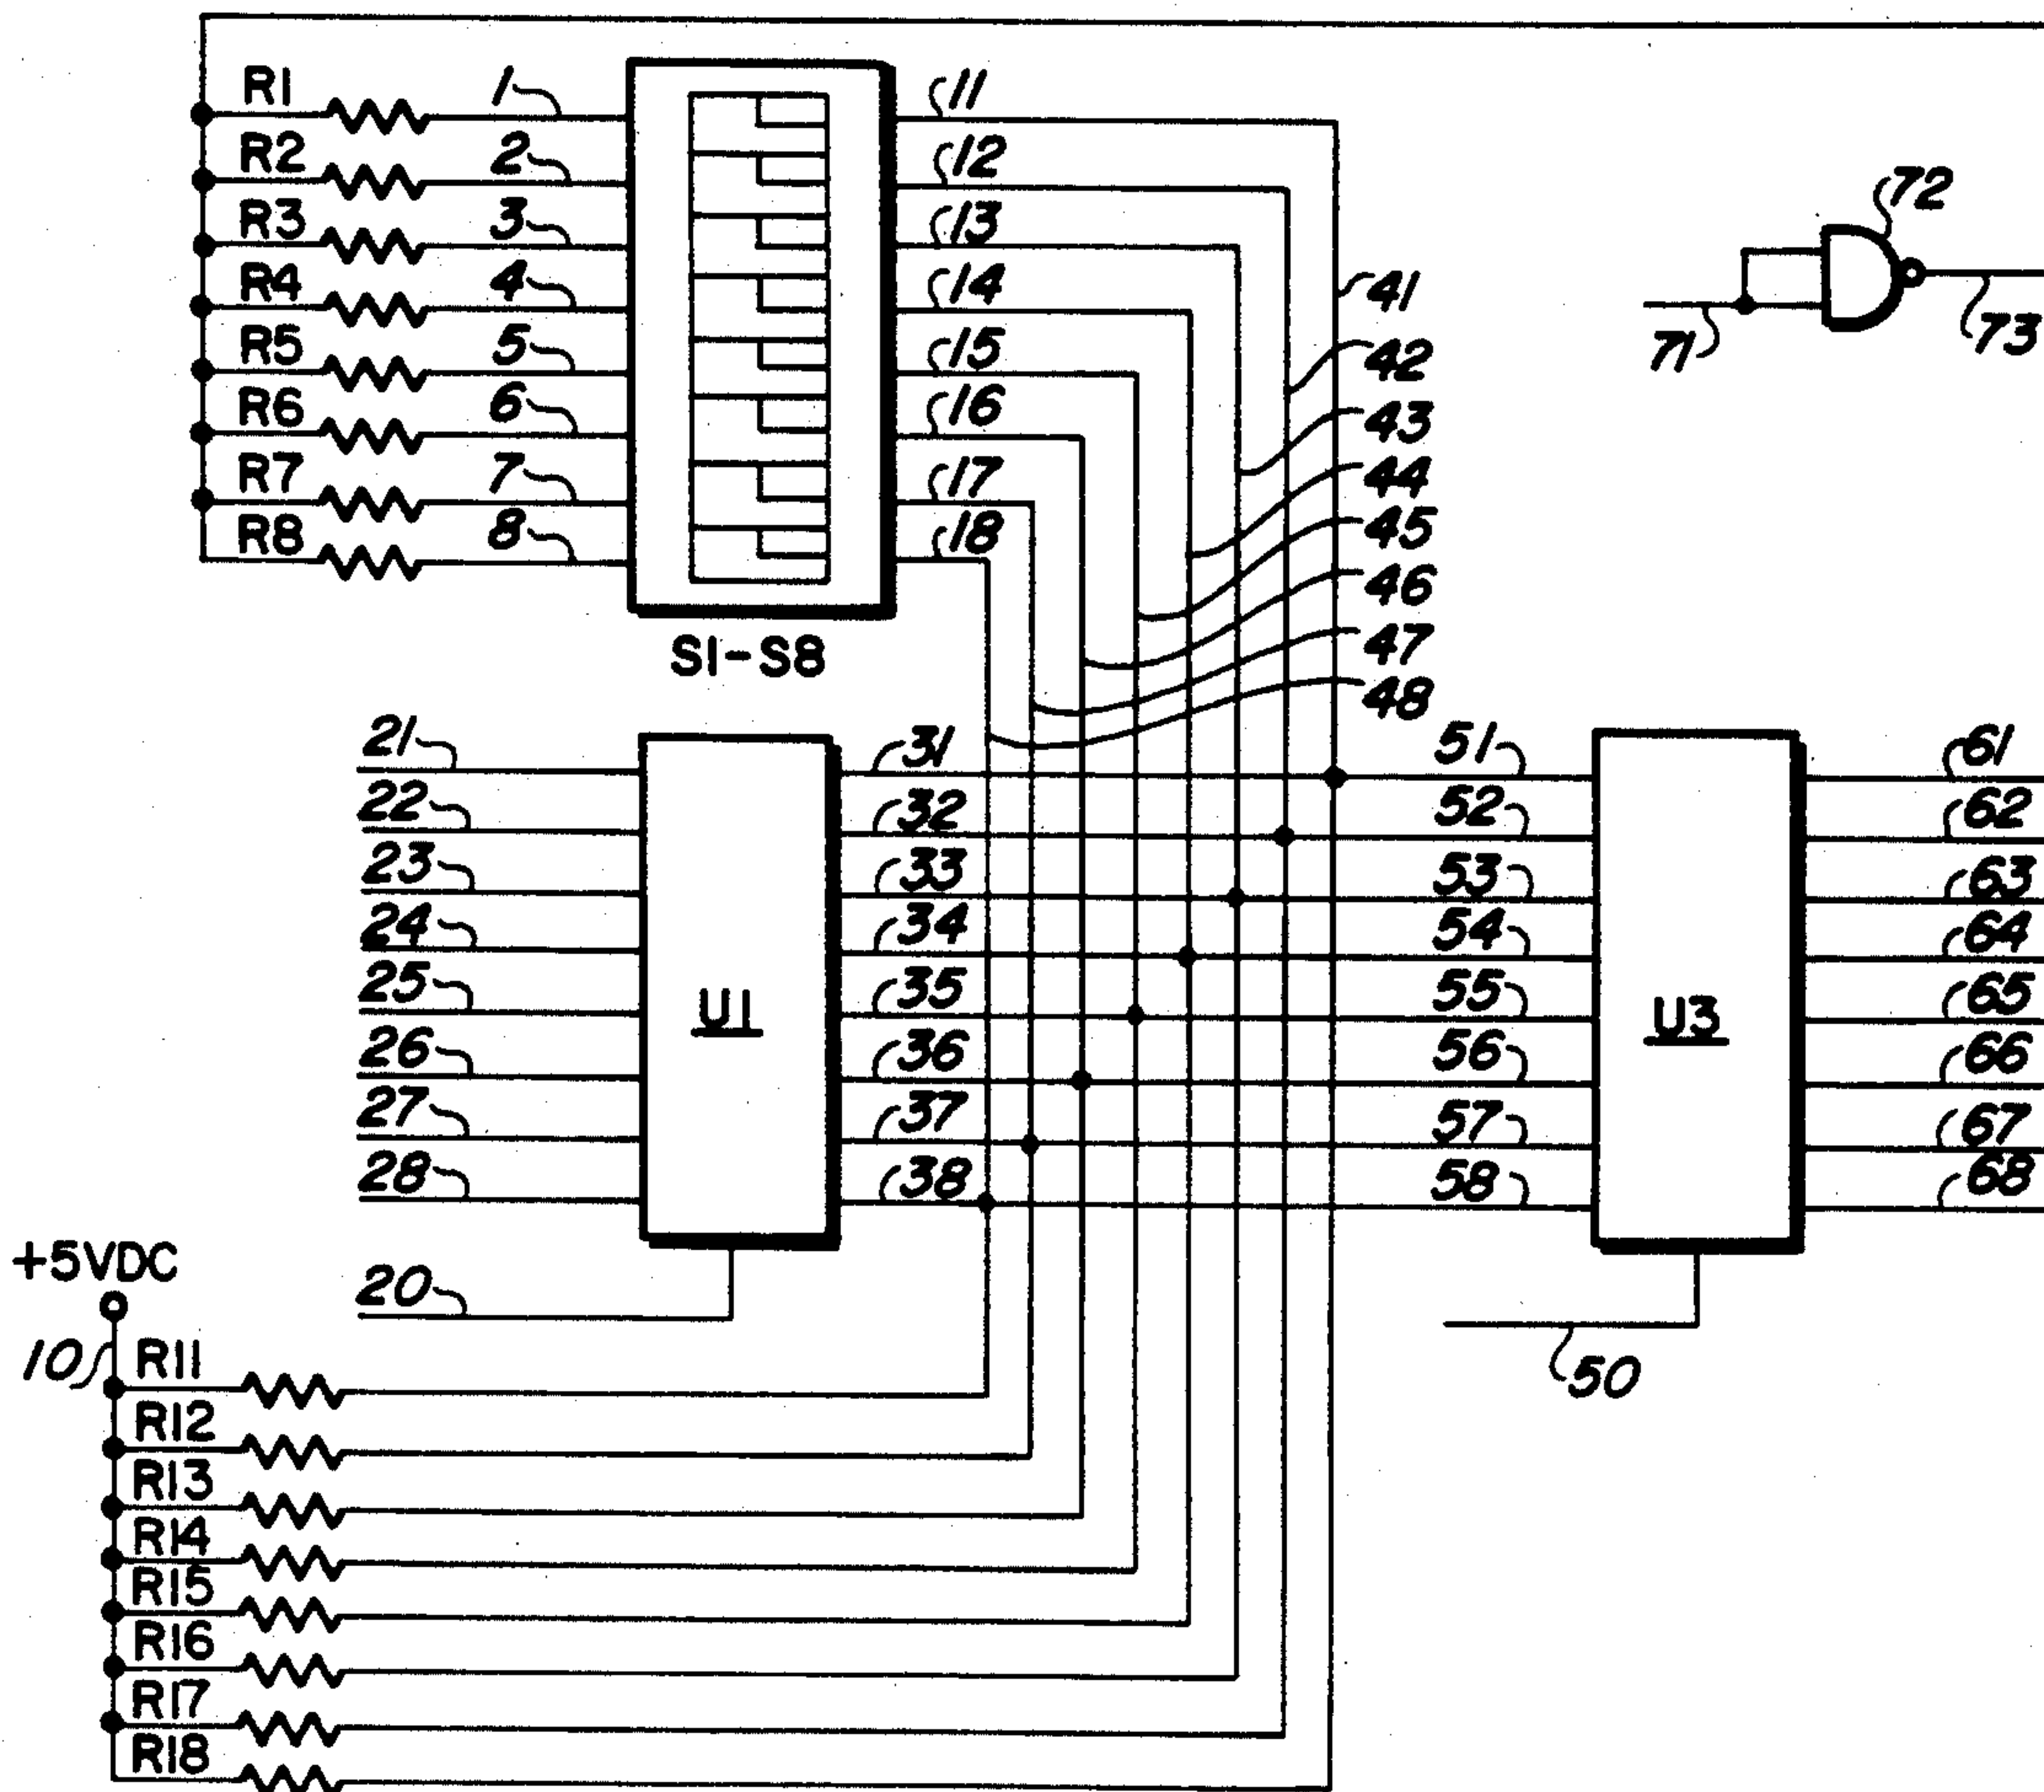 R1 1 11
R2 2 12
R3 3 13
R4 4 14
R5 5 15
R6 6 16
R7 7 17
R8 8 18
S1-S8
41
42
43
44
45
46
47
48
72
71
73
21 31 51 61
22 32 52 62
23 33 53 63
24 34 54 64
25 35 55 65
U1 U3
26 36 56 66
27 37 57 67
28 38 58 68
20
50
+5VDC
10
R11
R12
R13
R14
R15
R16
R17
R18